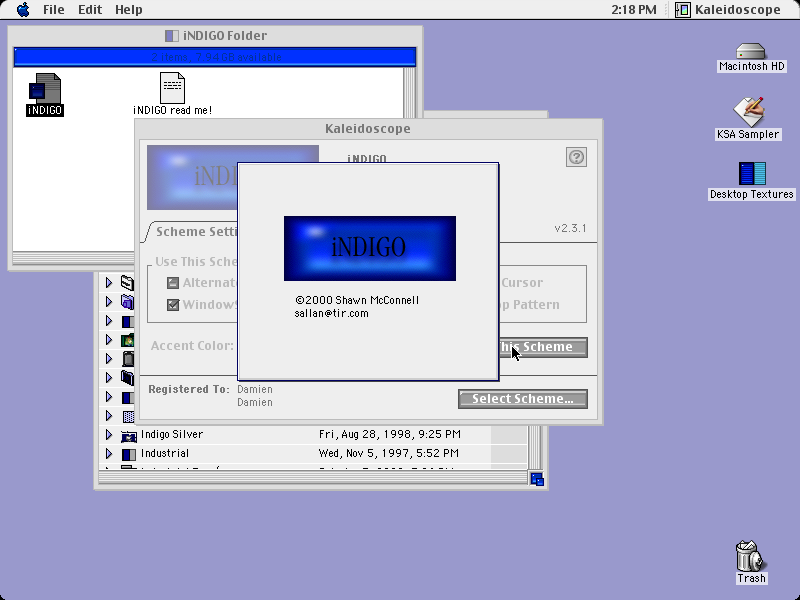 File Edit Help
2:18 PM Kaleidoscope
iNDIGO Folder
2 items, 7.94 GB available
iNDIGO
iNDIGO read me!
Macintosh HD
KSA Sampler
Desktop Textures
Kaleidoscope
iNDIGO
v2.3.1
Scheme Setti
Use This Sche
Alternat
Window
Cursor
Pattern
Accent Color:
his Scheme
iNDIGO
©2000 Shawn McConnell
sallan@tir.com
Registered To: Damien
Damien
Select Scheme...
Indigo Silver Fri, Aug 28, 1998, 9:25 PM
Industrial Wed, Nov 5, 1997, 5:52 PM
Trash